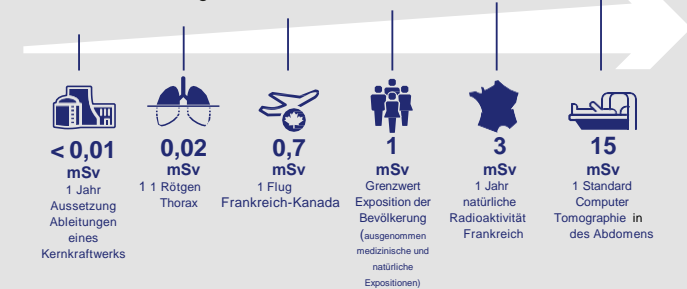 < 0,01
mSv
1 Jahr
Aussetzung
Ableitungen
eines
Kernkraftwerks
0,02
mSv
1 1 Rötgen
Thorax
0,7
mSv
1 Flug
Frankreich-Kanada
1
mSv
Grenzwert
Exposition der
Bevölkerung
(ausgenommen
medizinische und
natürliche
Expositionen)
3
mSv
1 Jahr
natürliche
Radioaktivität
Frankreich
15
mSv
1 Standard
Computer
Tomographie in
des Abdomens